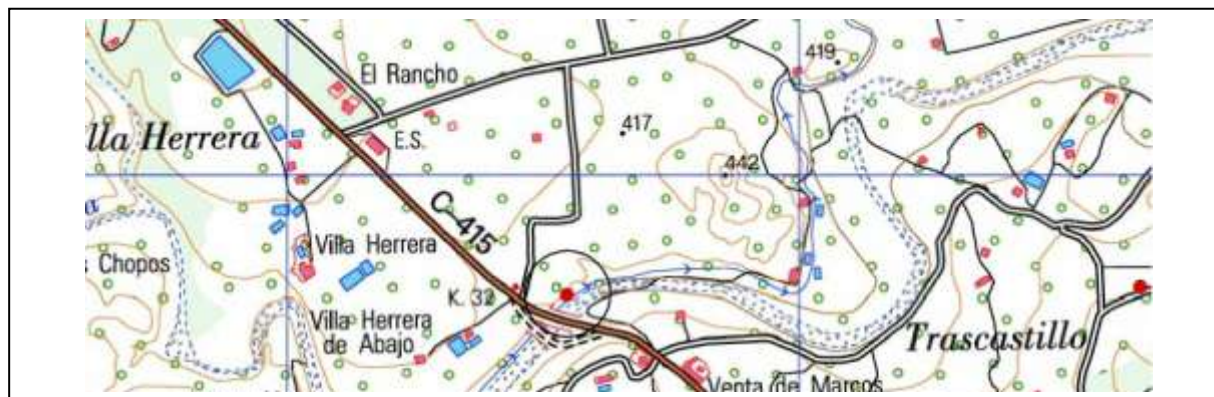 El Rancho
419
lla Herrera
E.S.
417
442
C-415
Villa Herrera
Chopos
K. 32
Villa Herrera
de Abajo
Trascastillo
Venta de Marcos